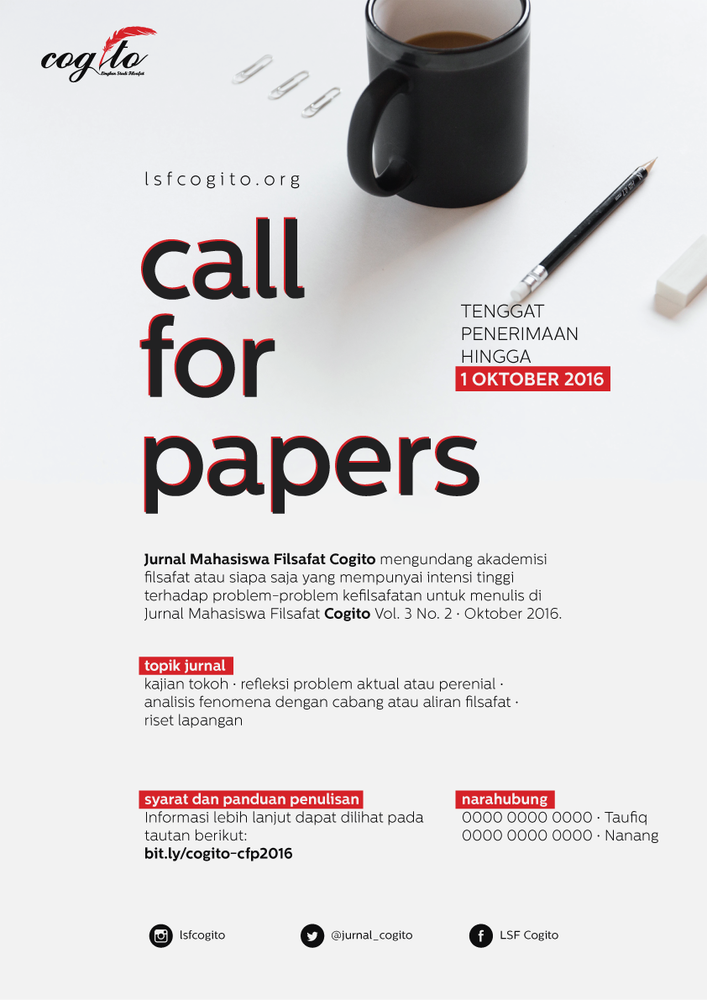 cogito
Lingkar Studi Filsafat
lsfcogito.org
call
for
papers
TENGGAT
PENERIMAAN
HINGGA
1 OKTOBER 2016
Jurnal Mahasiswa Filsafat Cogito mengundang akademisi
filsafat atau siapa saja yang mempunyai intensi tinggi
terhadap problem-problem kefilsafatan untuk menulis di
Jurnal Mahasiswa Filsafat Cogito Vol. 3 No. 2 · Oktober 2016.
topik jurnal
kajian tokoh · refleksi problem aktual atau perenial ·
analisis fenomena dengan cabang atau aliran filsafat ·
riset lapangan
syarat dan panduan penulisan
Informasi lebih lanjut dapat dilihat pada
tautan berikut:
bit.ly/cogito-cfp2016
narahubung
0000 0000 0000 · Taufiq
0000 0000 0000 · Nanang
lsfcogito
@jurnal_cogito
LSF Cogito